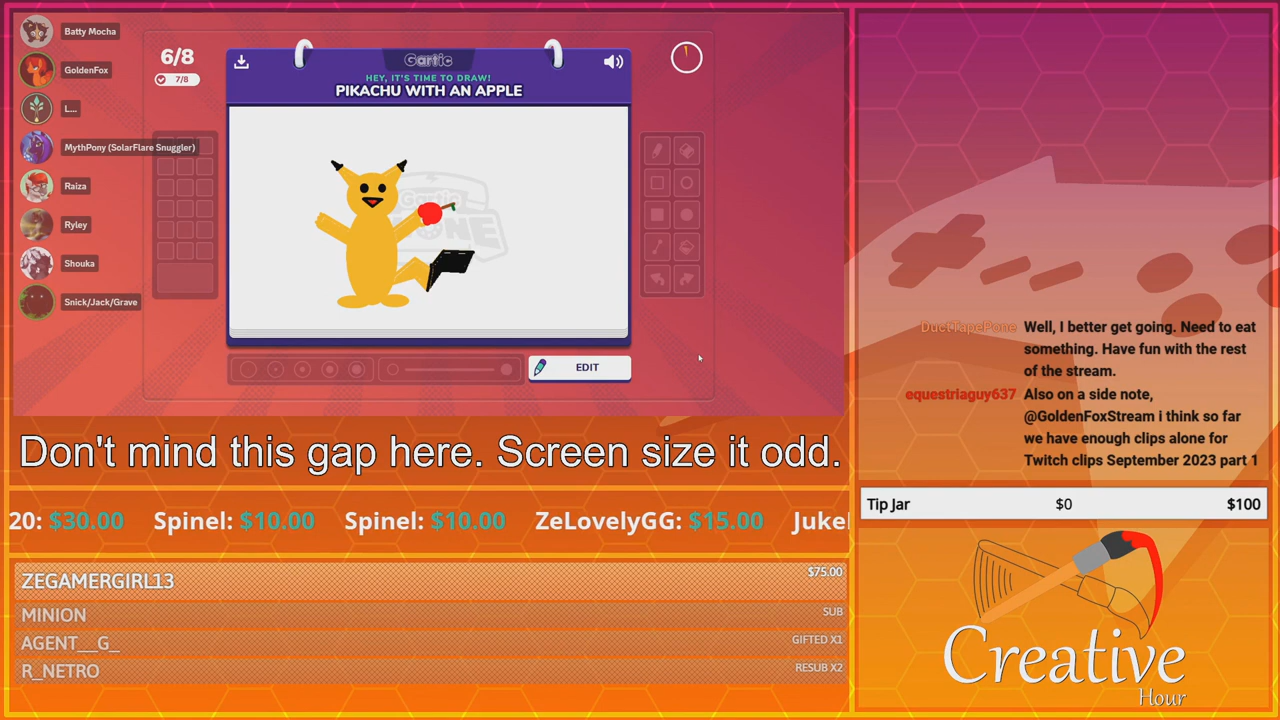 Batty Mocha
GoldenFox
L...
MythPony (SolarFlare Snuggler)
Raiza
Ryley
Shouka
Snick/Jack/Grave
6/8
7/8
Gartic
HEY, IT'S TIME TO DRAW!
PIKACHU WITH AN APPLE
EDIT
Don't mind this gap here. Screen size it odd.
20: $30.00 Spinel: $10.00 Spinel: $10.00 ZeLovelyGG: $15.00
ZEGAMERGIRL13 $75.00
MINION SUB
AGENT__G_ GIFTED X1
R_NETRO RESUB X2
DuctTapePone Well, I better get going. Need to eat
something. Have fun with the rest
of the stream.
equestriaguy637 Also on a side note,
@GoldenFoxStream i think so far
we have enough clips alone for
Twitch clips September 2023 part 1
Tip Jar $0 $100
Creative
Hour